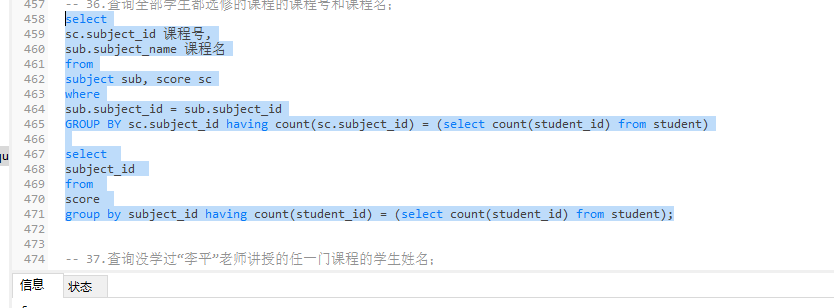 457 -- 36.查询全部学生都选修的课程的课程号和课程名;
458 select
459 sc.subject_id 课程号,
460 sub.subject_name 课程名
461 from
462 subject sub, score sc
463 where
464 sub.subject_id = sub.subject_id
465 GROUP BY sc.subject_id having count(sc.subject_id) = (select count(student_id) from student)
466
467 select
468 subject_id
469 from
470 score
471 group by subject_id having count(student_id) = (select count(student_id) from student);
472
473
474 -- 37.查询没学过“李平”老师讲授的任一门课程的学生姓名;
qu
信息 状态